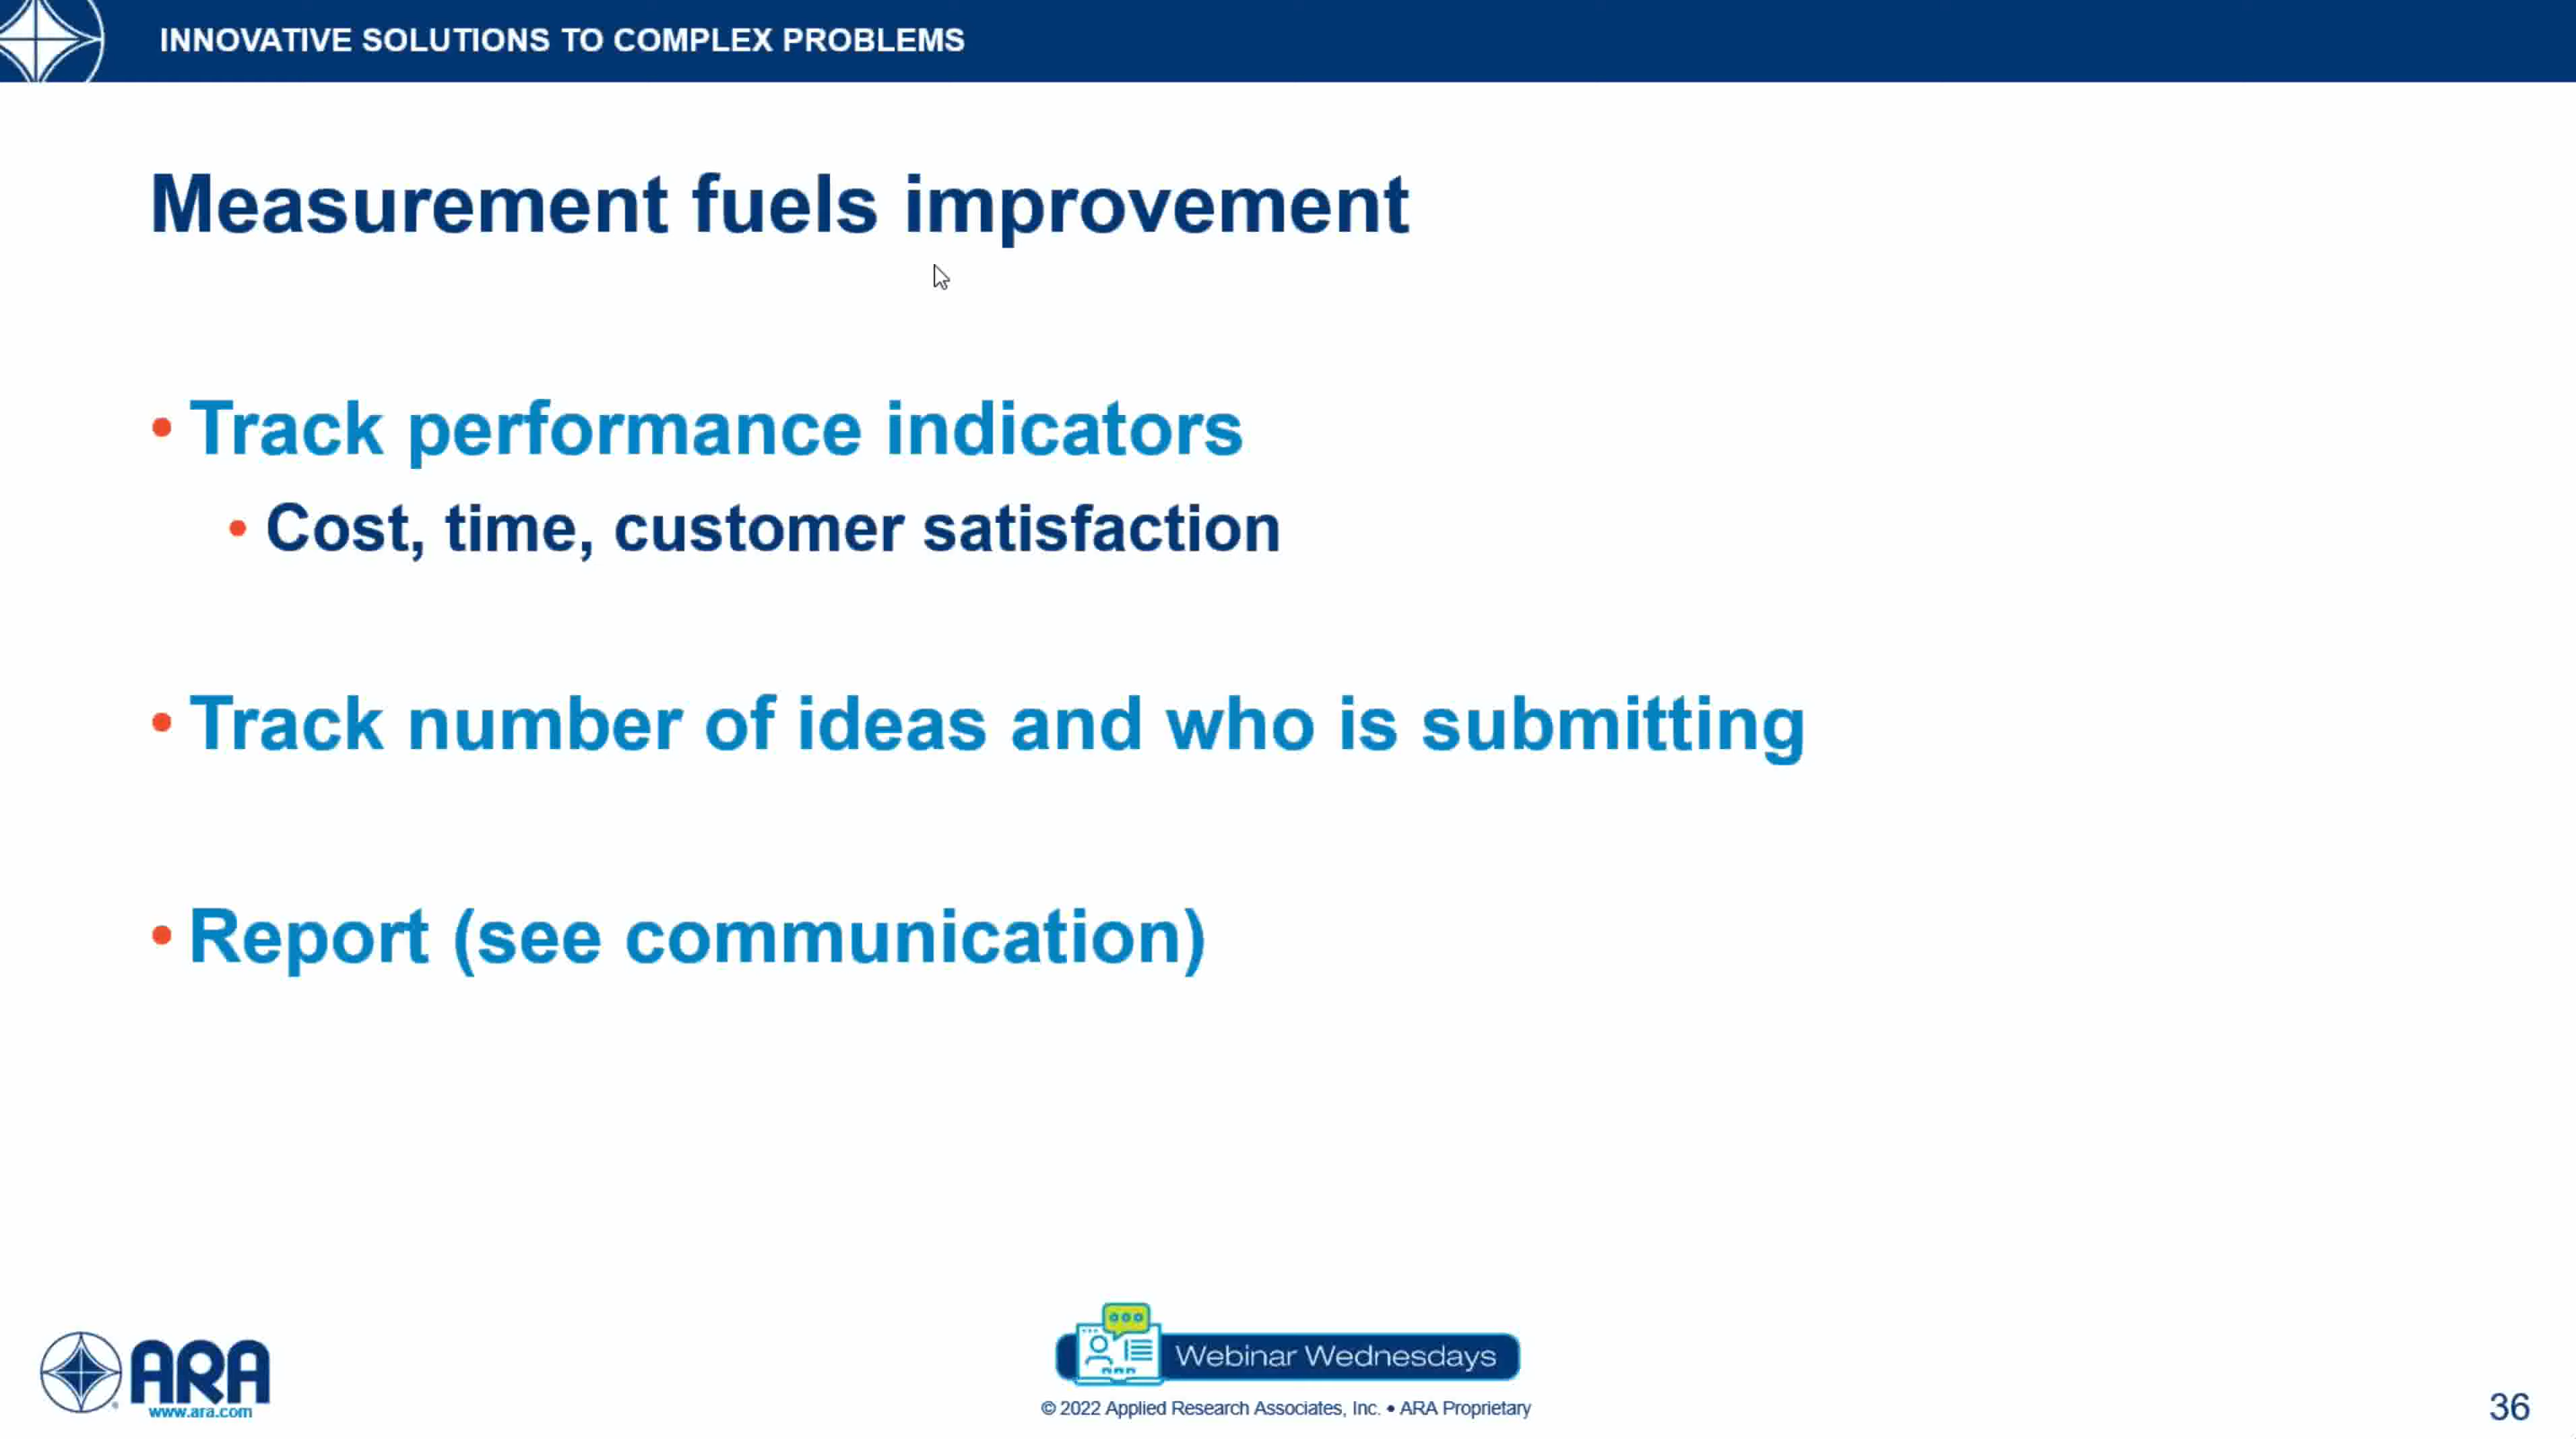 INNOVATIVE SOLUTIONS TO COMPLEX PROBLEMS
Measurement fuels improvement
• Track performance indicators
• Cost, time, customer satisfaction
• Track number of ideas and who is submitting
• Report (see communication)
ARA
www.ara.com
Webinar Wednesdays
© 2022 Applied Research Associates, Inc. • ARA Proprietary
36